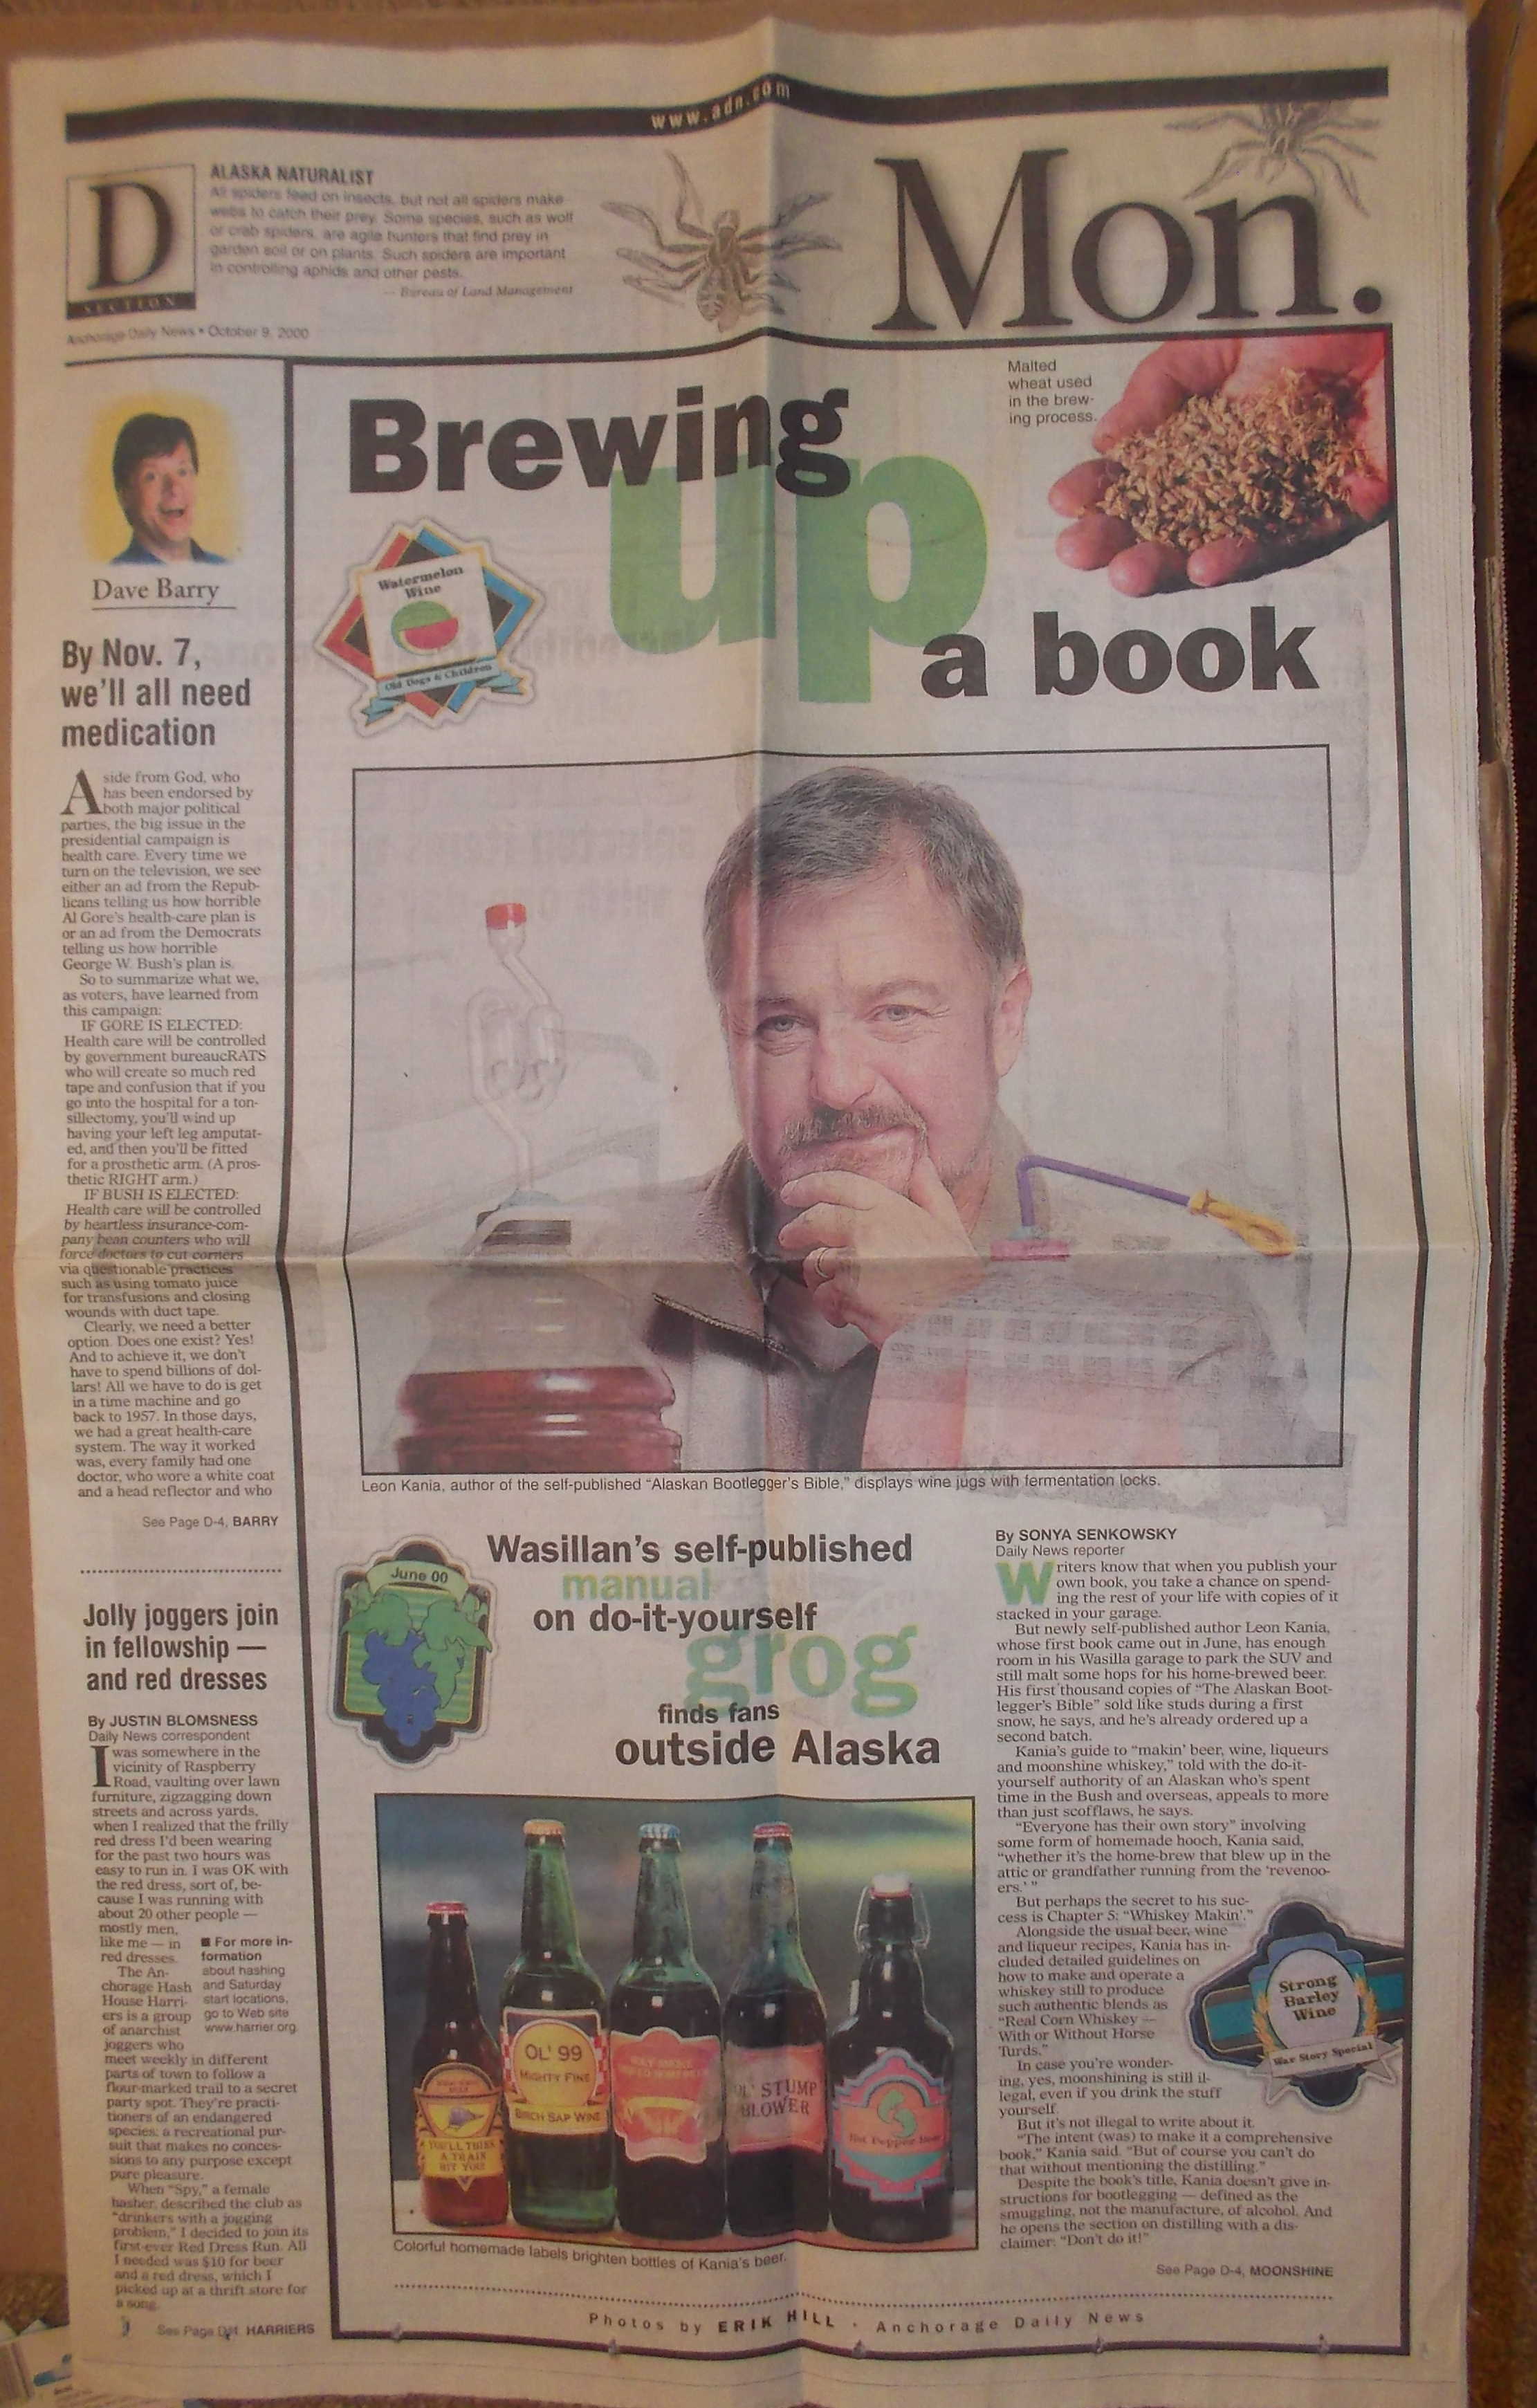 www.adn.com
D
SECTION
ALASKA NATURALIST
All spiders feed on insects, but not all spiders make
webs to catch their prey. Some species, such as wolf
or crab spiders, are agile hunters that find prey in
garden soil or on plants. Such spiders are important
in controlling aphids and other pests.
— Bureau of Land Management
Mon.
Anchorage Daily News • October 9, 2000
Dave Barry
By Nov. 7,
we'll all need
medication
Aside from God, who
has been endorsed by
both major political
parties, the big issue in the
presidential campaign is
health care. Every time we
turn on the television, we see
either an ad from the Repub-
licans telling us how horrible
Al Gore's health-care plan is
or an ad from the Democrats
telling us how horrible
George W. Bush's plan is.
So to summarize what we,
as voters, have learned from
this campaign:
IF GORE IS ELECTED:
Health care will be controlled
by government bureaucRATS
who will create so much red
tape and confusion that if you
go into the hospital for a ton-
sillectomy, you'll wind up
having your left leg amputat-
ed, and then you'll be fitted
for a prosthetic arm. (A pros-
thetic RIGHT arm.)
IF BUSH IS ELECTED:
Health care will be controlled
by heartless insurance-com-
pany bean counters who will
force doctors to cut corners
via questionable practices
such as using tomato juice
for transfusions and closing
wounds with duct tape.
Clearly, we need a better
option. Does one exist? Yes!
And to achieve it, we don't
have to spend billions of dol-
lars! All we have to do is get
in a time machine and go
back to 1957. In those days,
we had a great health-care
system. The way it worked
was, every family had one
doctor, who wore a white coat
and a head reflector and who
See Page D-4, BARRY
Jolly joggers join
in fellowship —
and red dresses
By JUSTIN BLOMSNESS
Daily News correspondent
I was somewhere in the
vicinity of Raspberry
Road, vaulting over lawn
furniture, zigzagging down
streets and across yards,
when I realized that the frilly
red dress I'd been wearing
for the past two hours was
easy to run in. I was OK with
the red dress, sort of, be-
cause I was running with
about 20 other people —
mostly men,
like me — in
red dresses.
The An-
chorage Hash
House Harri-
ers is a group
of anarchist
joggers who
meet weekly in different
parts of town to follow a
flour-marked trail to a secret
party spot. They're practi-
tioners of an endangered
species: a recreational pur-
suit that makes no conces-
sions to any purpose except
pure pleasure.
When "Spy," a female
hasher, described the club as
"drinkers with a jogging
problem," I decided to join its
first-ever Red Dress Run. All
I needed was $10 for beer
and a red dress, which I
picked up at a thrift store for
a song.
■ For more in-
formation
about hashing
and Saturday
start locations,
go to Web site
www.harrier.org.
See Page D-4, HARRIERS
Brewing
up
a book
Malted
wheat used
in the brew-
ing process.
Watermelon
Wine
Old Dogs & Children
Leon Kania, author of the self-published "Alaskan Bootlegger's Bible," displays wine jugs with fermentation locks.
June 00
Wasillan's self-published
manual
on do-it-yourself
grog
finds fans
outside Alaska
YOU'LL THINK
A TRAIN
HIT YOU!
OL' 99
MIGHTY FINE
BIRCH SAP WINE
OL' STUMP
BLOWER
Hot Pepper Beer
Colorful homemade labels brighten bottles of Kania's beer.
By SONYA SENKOWSKY
Daily News reporter
Writers know that when you publish your
own book, you take a chance on spend-
ing the rest of your life with copies of it
stacked in your garage.
But newly self-published author Leon Kania,
whose first book came out in June, has enough
room in his Wasilla garage to park the SUV and
still malt some hops for his home-brewed beer.
His first thousand copies of "The Alaskan Boot-
legger's Bible" sold like studs during a first
snow, he says, and he's already ordered up a
second batch.
Kania's guide to "makin' beer, wine, liqueurs
and moonshine whiskey," told with the do-it-
yourself authority of an Alaskan who's spent
time in the Bush and overseas, appeals to more
than just scofflaws, he says.
"Everyone has their own story" involving
some form of homemade hooch, Kania said,
"whether it's the home-brew that blew up in the
attic or grandfather running from the 'revenoo-
ers.' "
But perhaps the secret to his suc-
cess is Chapter 5: "Whiskey Makin'."
Alongside the usual beer, wine
and liqueur recipes, Kania has in-
cluded detailed guidelines on
how to make and operate a
whiskey still to produce
such authentic blends as
"Real Corn Whiskey —
With or Without Horse
Turds."
In case you're wonder-
ing, yes, moonshining is still il-
legal, even if you drink the stuff
yourself.
But it's not illegal to write about it.
"The intent (was) to make it a comprehensive
book," Kania said. "But of course you can't do
that without mentioning the distilling."
Despite the book's title, Kania doesn't give in-
structions for bootlegging — defined as the
smuggling, not the manufacture, of alcohol. And
he opens the section on distilling with a dis-
claimer: "Don't do it!"
Strong
Barley
Wine
War Story Special
See Page D-4, MOONSHINE
Photos by ERIK HILL • Anchorage Daily News